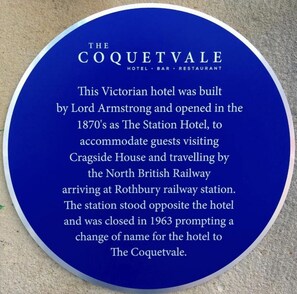 THE
COQUETVALE
HOTEL • BAR • RESTAURANT
This Victorian hotel was built
by Lord Armstrong and opened in the
1870's as The Station Hotel, to
accommodate guests visiting
Cragside House and travelling by
the North British Railway
arriving at Rothbury railway station.
The station stood opposite the hotel
and was closed in 1963 prompting a
change of name for the hotel to
The Coquetvale.